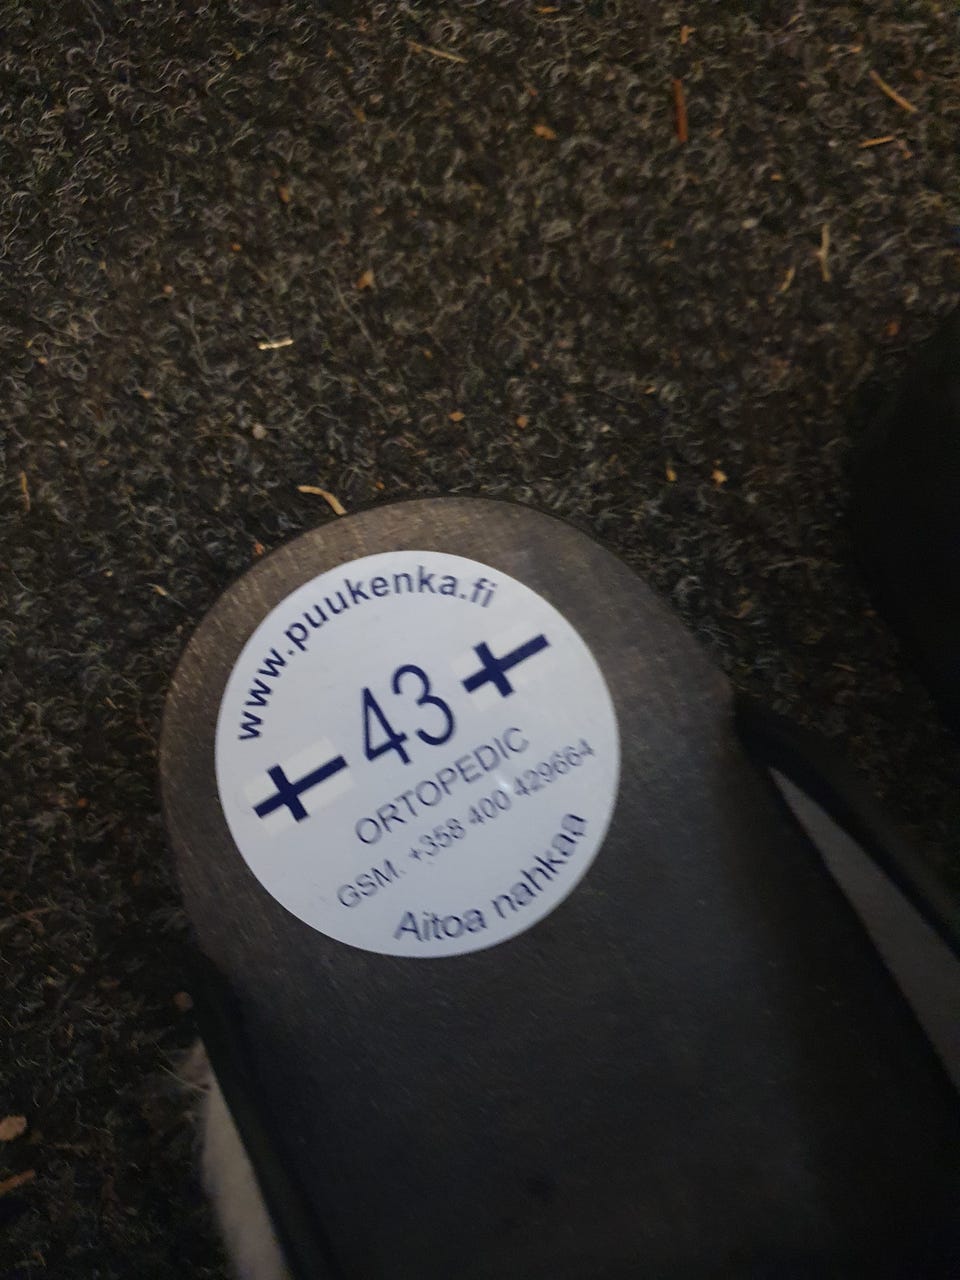 www.puukenka.fi
43
ORTOPEDIC
GSM. +358 400 429664
Aitoa nahkaa